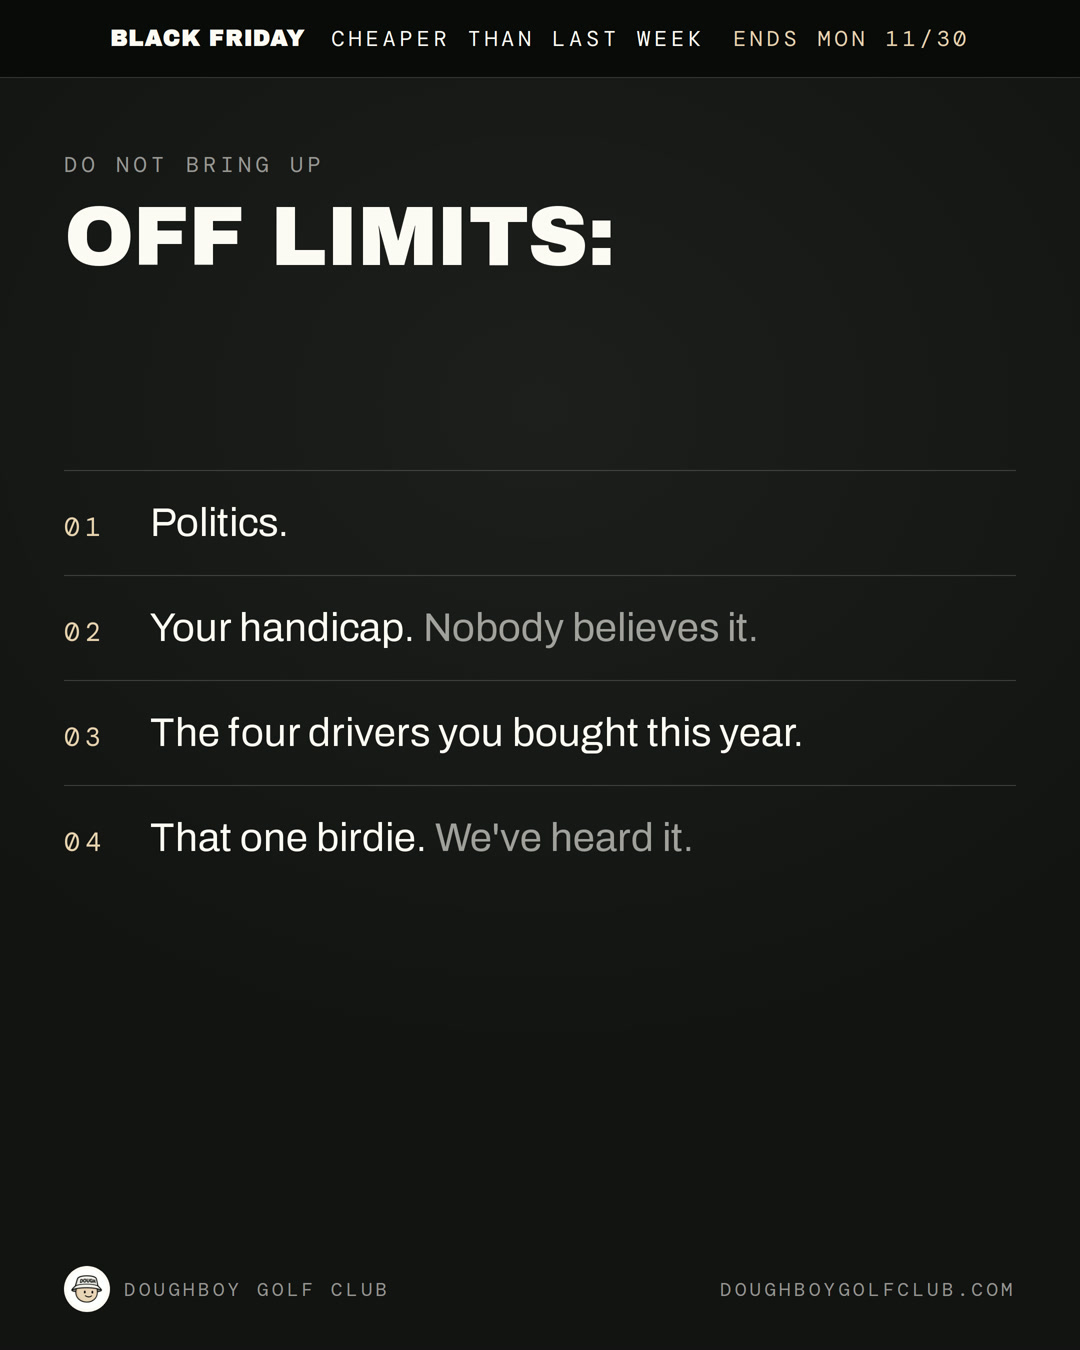 BLACK FRIDAY CHEAPER THAN LAST WEEK ENDS MON 11/30
DO NOT BRING UP
OFF LIMITS:
01 Politics.
02 Your handicap. Nobody believes it.
03 The four drivers you bought this year.
04 That one birdie. We've heard it.
DOUGH
DOUGHBOY GOLF CLUB
DOUGHBOYGOLFCLUB.COM